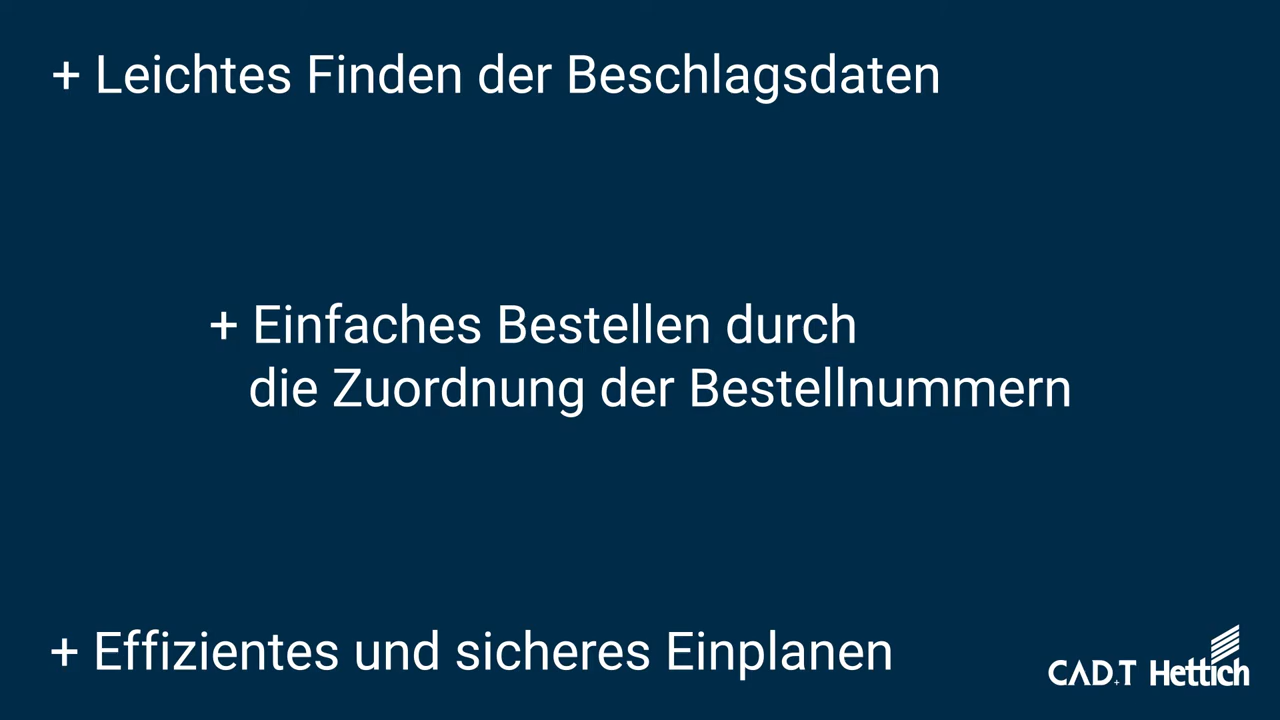 + Leichtes Finden der Beschlagsdaten
+ Einfaches Bestellen durch
die Zuordnung der Bestellnummern
+ Effizientes und sicheres Einplanen
CAD+T Hettich